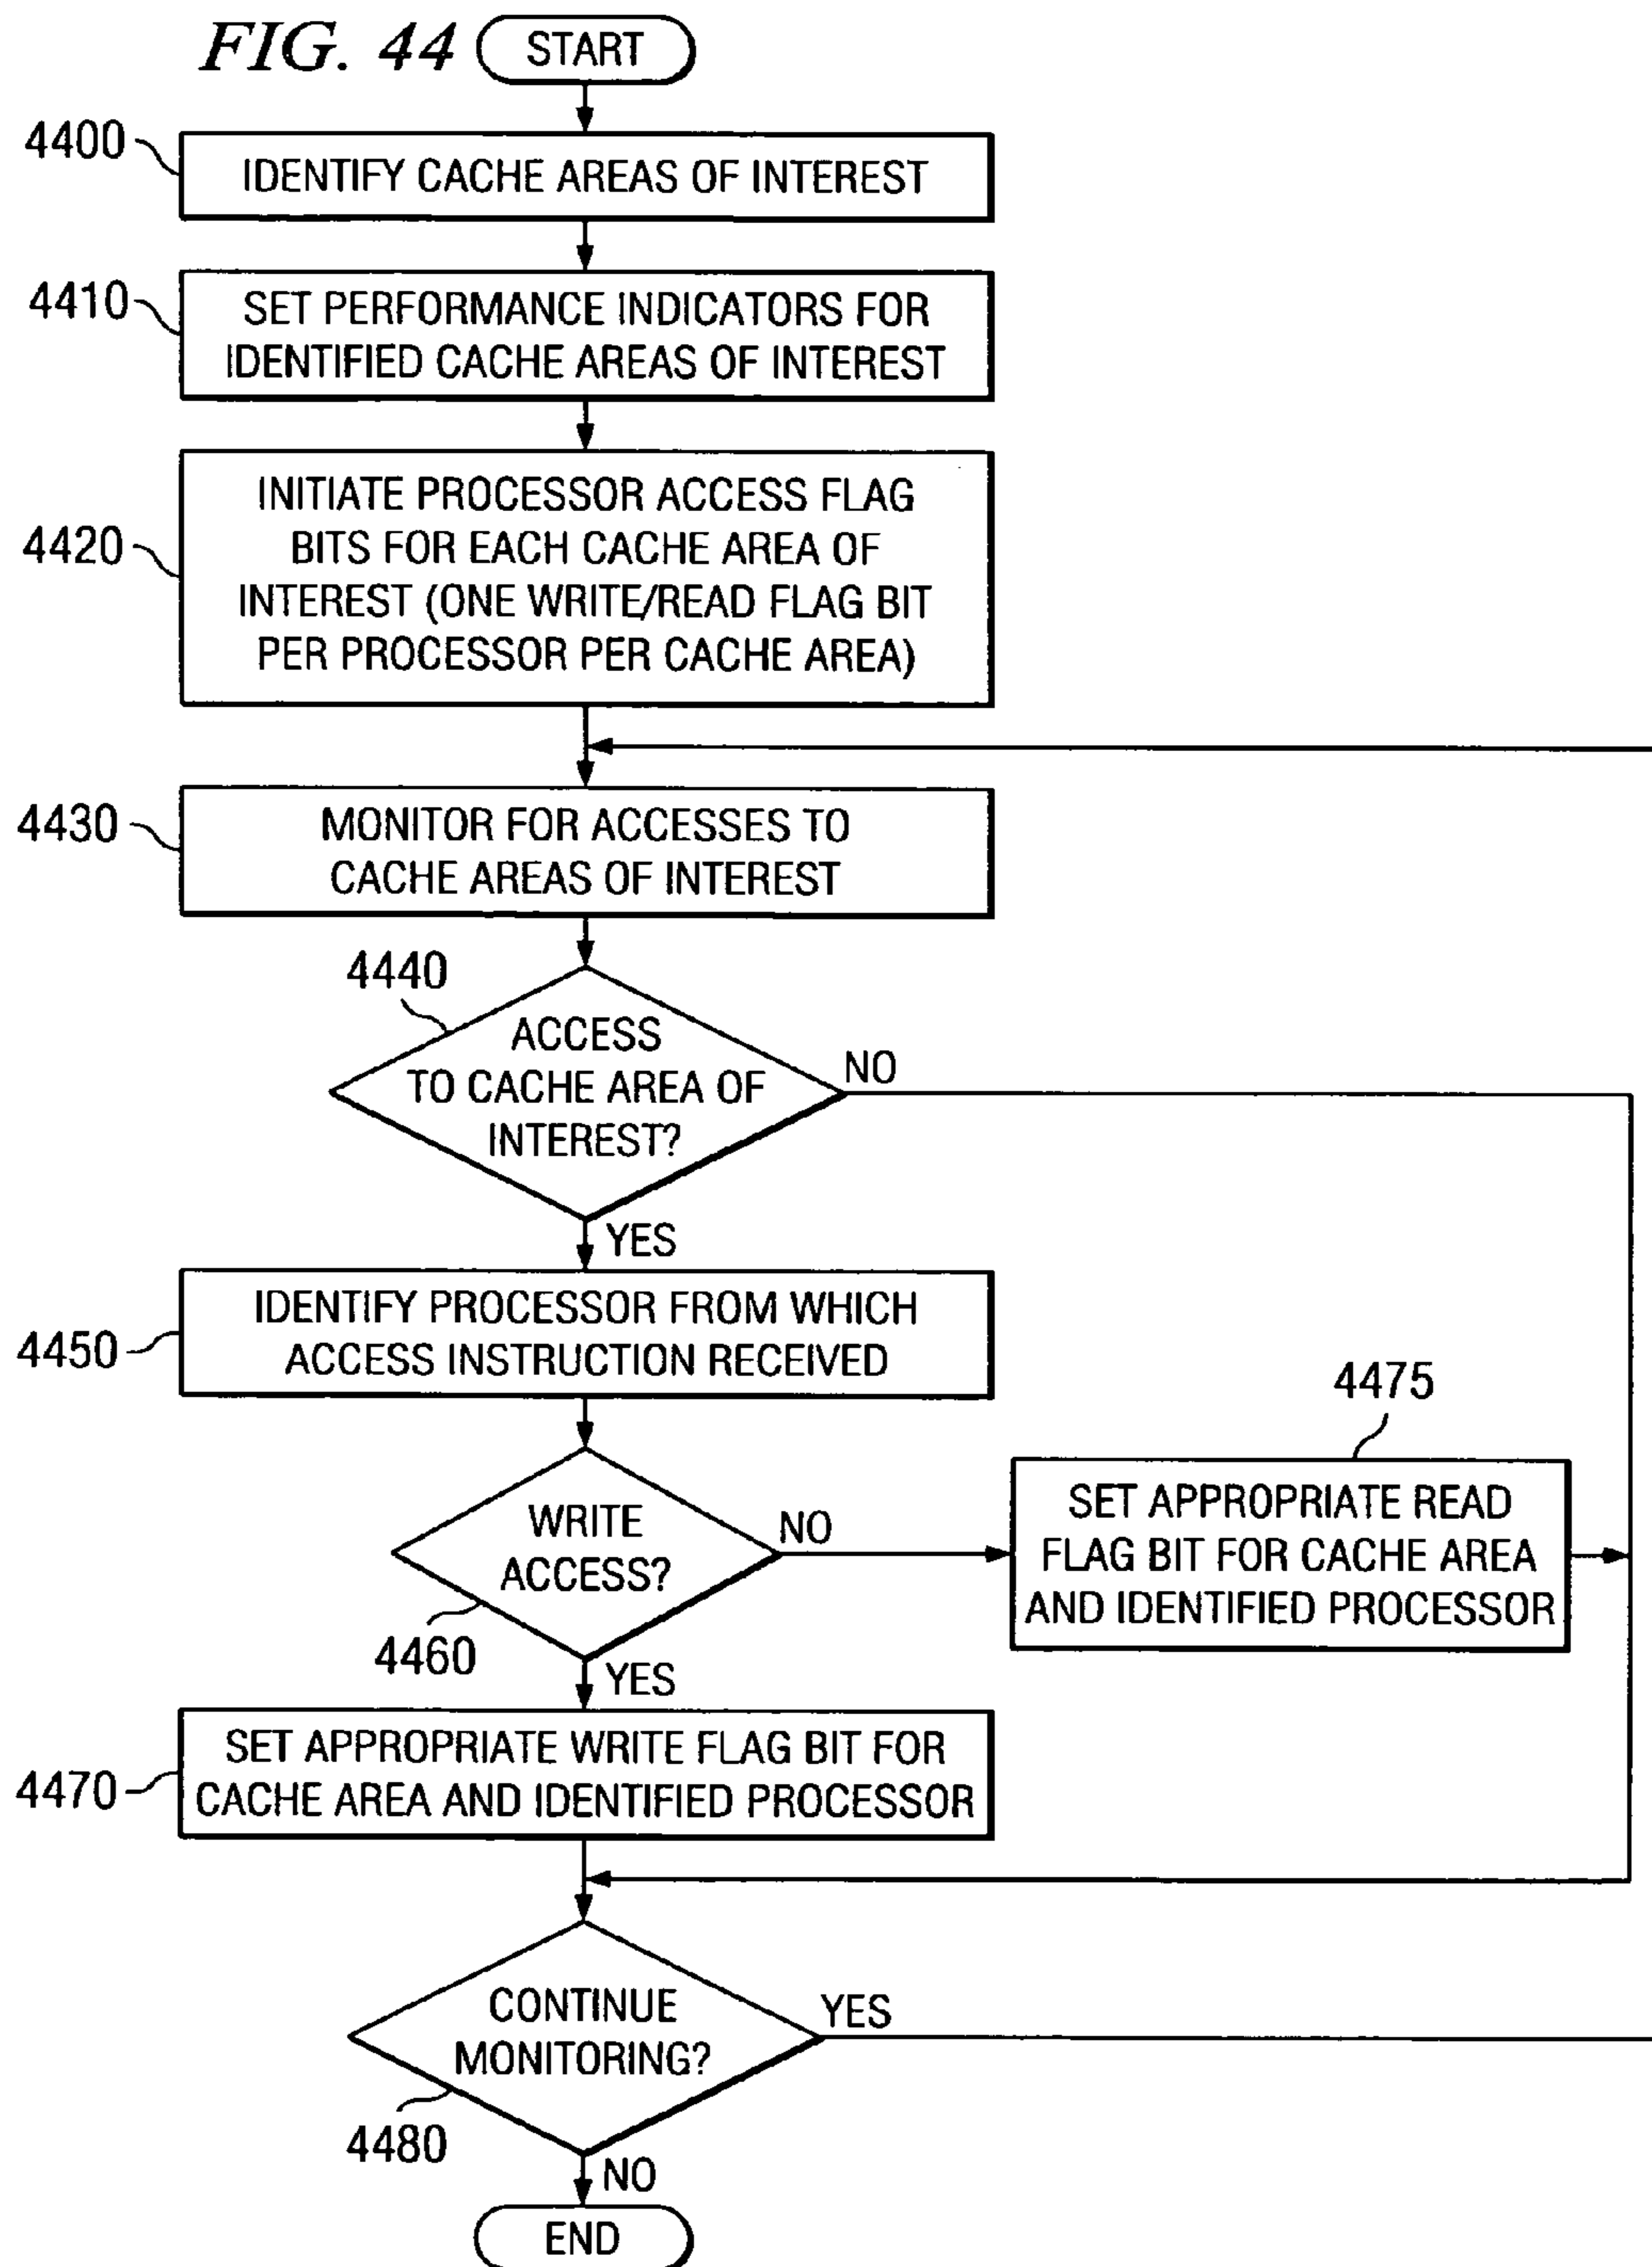 FIG. 44
START
4400
IDENTIFY CACHE AREAS OF INTEREST
4410
SET PERFORMANCE INDICATORS FOR
IDENTIFIED CACHE AREAS OF INTEREST
4420
INITIATE PROCESSOR ACCESS FLAG
BITS FOR EACH CACHE AREA OF
INTEREST (ONE WRITE/READ FLAG BIT
PER PROCESSOR PER CACHE AREA)
4430
MONITOR FOR ACCESSES TO
CACHE AREAS OF INTEREST
4440
ACCESS
TO CACHE AREA OF
INTEREST?
NO
YES
4450
IDENTIFY PROCESSOR FROM WHICH
ACCESS INSTRUCTION RECEIVED
4460
WRITE
ACCESS?
NO
4475
SET APPROPRIATE READ
FLAG BIT FOR CACHE AREA
AND IDENTIFIED PROCESSOR
YES
4470
SET APPROPRIATE WRITE FLAG BIT FOR
CACHE AREA AND IDENTIFIED PROCESSOR
CONTINUE
MONITORING?
YES
4480
NO
END